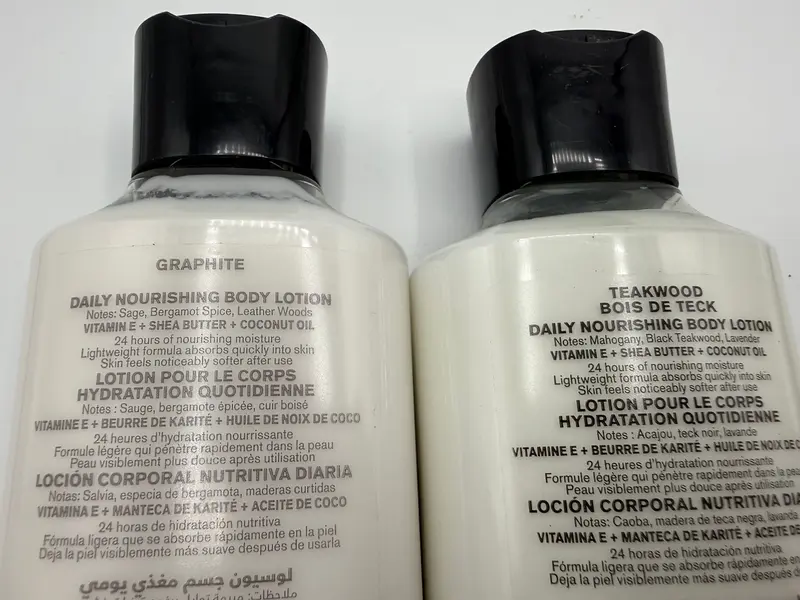 GRAPHITE
DAILY NOURISHING BODY LOTION
Notes: Sage, Bergamot Spice, Leather Woods
VITAMIN E + SHEA BUTTER + COCONUT OIL
24 hours of nourishing moisture
Lightweight formula absorbs quickly into skin
Skin feels noticeably softer after use
LOTION POUR LE CORPS
HYDRATATION QUOTIDIENNE
Notes : Sauge, bergamote épicée, cuir boisé
VITAMINE E + BEURRE DE KARITÉ + HUILE DE NOIX DE COCO
24 heures d'hydratation nourrissante
Formule légère qui pénètre rapidement dans la peau
Peau visiblement plus douce après utilisation
LOCIÓN CORPORAL NUTRITIVA DIARIA
Notas: Salvia, especia de bergamota, maderas curtidas
VITAMINA E + MANTECA DE KARITÉ + ACEITE DE COCO
24 horas de hidratación nutritiva
Fórmula ligera que se absorbe rápidamente en la piel
Deja la piel visiblemente más suave después de usarla
لوسيون جسم مغذي يومي
TEAKWOOD
BOIS DE TECK
DAILY NOURISHING BODY LOTION
Notes: Mahogany, Black Teakwood, Lavender
VITAMIN E + SHEA BUTTER + COCONUT OIL
24 hours of nourishing moisture
Lightweight formula absorbs quickly into skin
Skin feels noticeably softer after use
LOTION POUR LE CORPS
HYDRATATION QUOTIDIENNE
Notes : Acajou, teck noir, lavande
VITAMINE E + BEURRE DE KARITÉ + HUILE DE NOIX DE
24 heures d'hydratation nourrissante
Formule légère qui pénètre rapidement dans la peau
Peau visiblement plus douce après utilisation
LOCIÓN CORPORAL NUTRITIVA
Notas: Caoba, madera de teca negra, lavanda
VITAMINA E + MANTECA DE KARITÉ + ACEITE
24 horas de hidratación nutritiva
Fórmula ligera que se absorbe rápidamente en
Deja la piel visiblemente más suave después